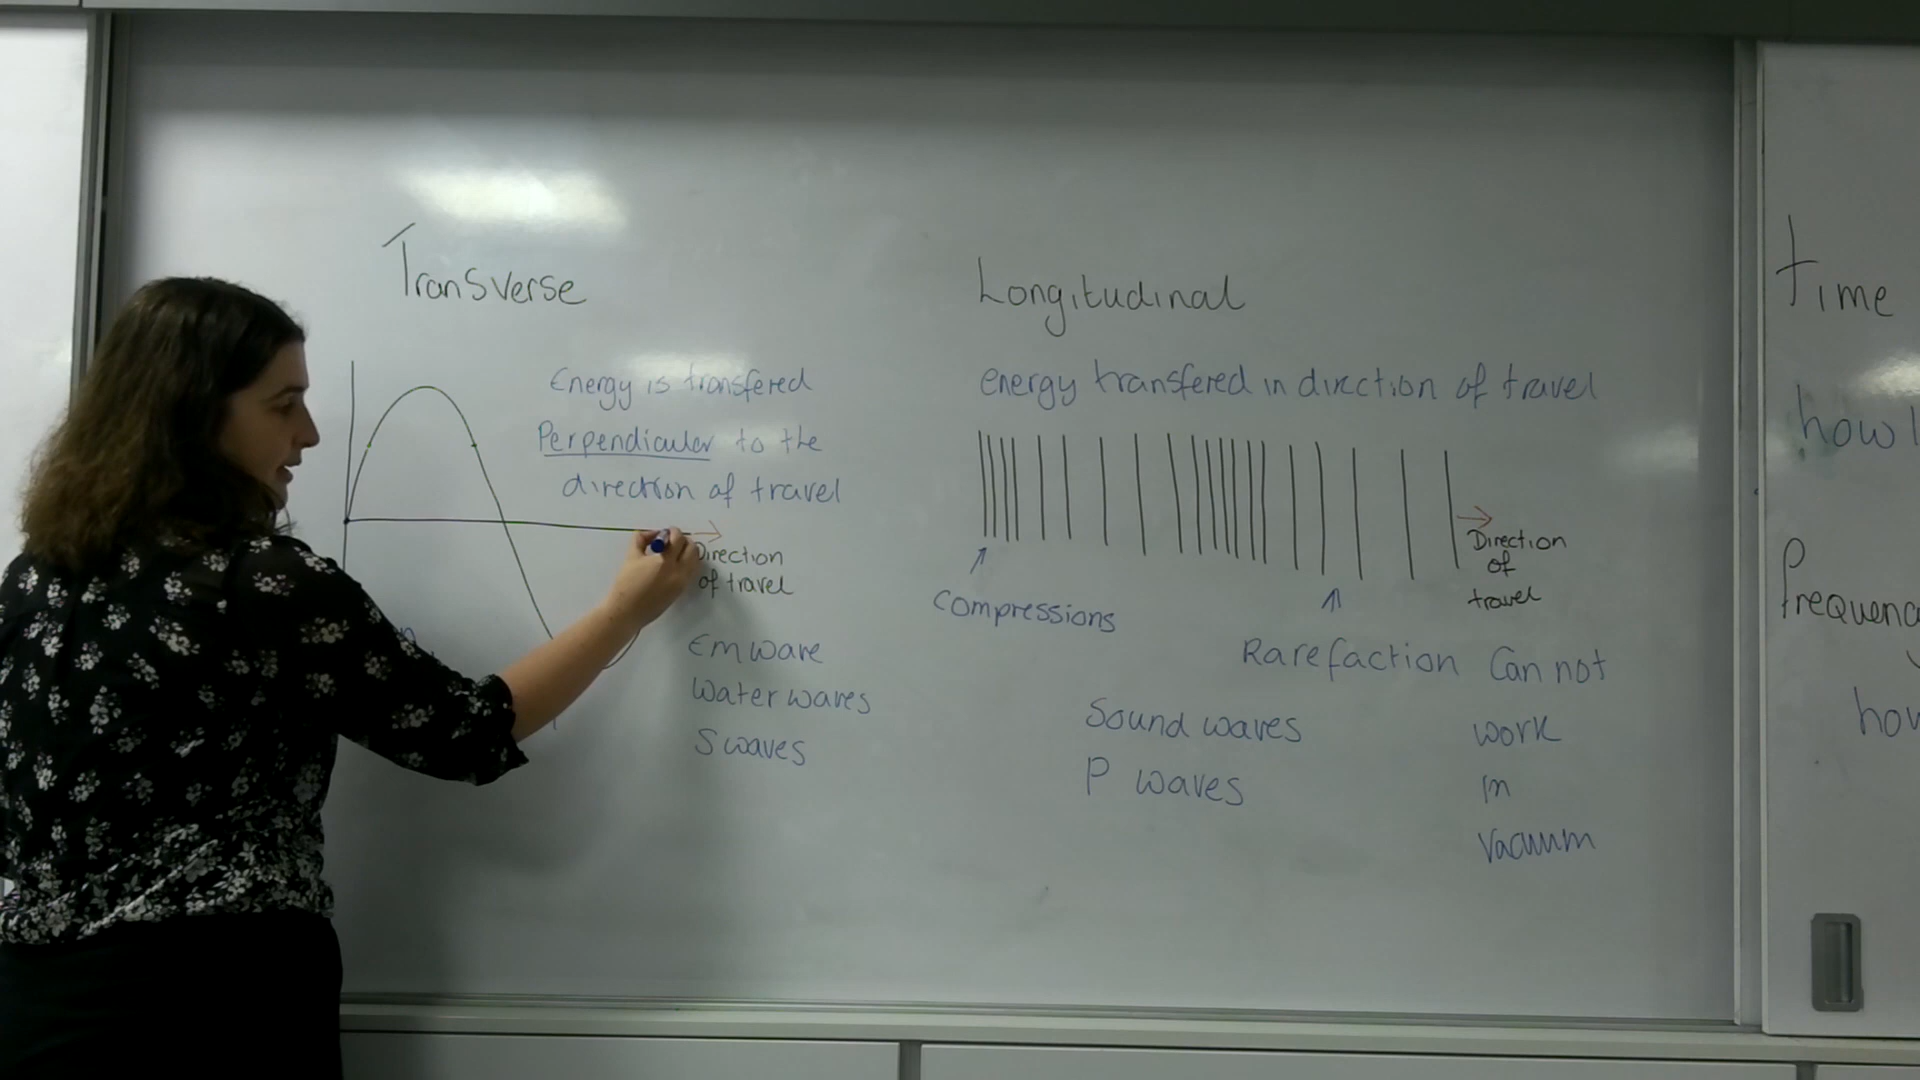 Transverse
Energy is transfered
Perpendicular to the
direction of travel
Direction
of travel
Em wave
Water waves
S waves
Longitudinal
energy transfered in direction of travel
Direction
of
travel
Compressions
Rarefaction
Can not
work
in
vacuum
Sound waves
P waves
time
how
frequenc